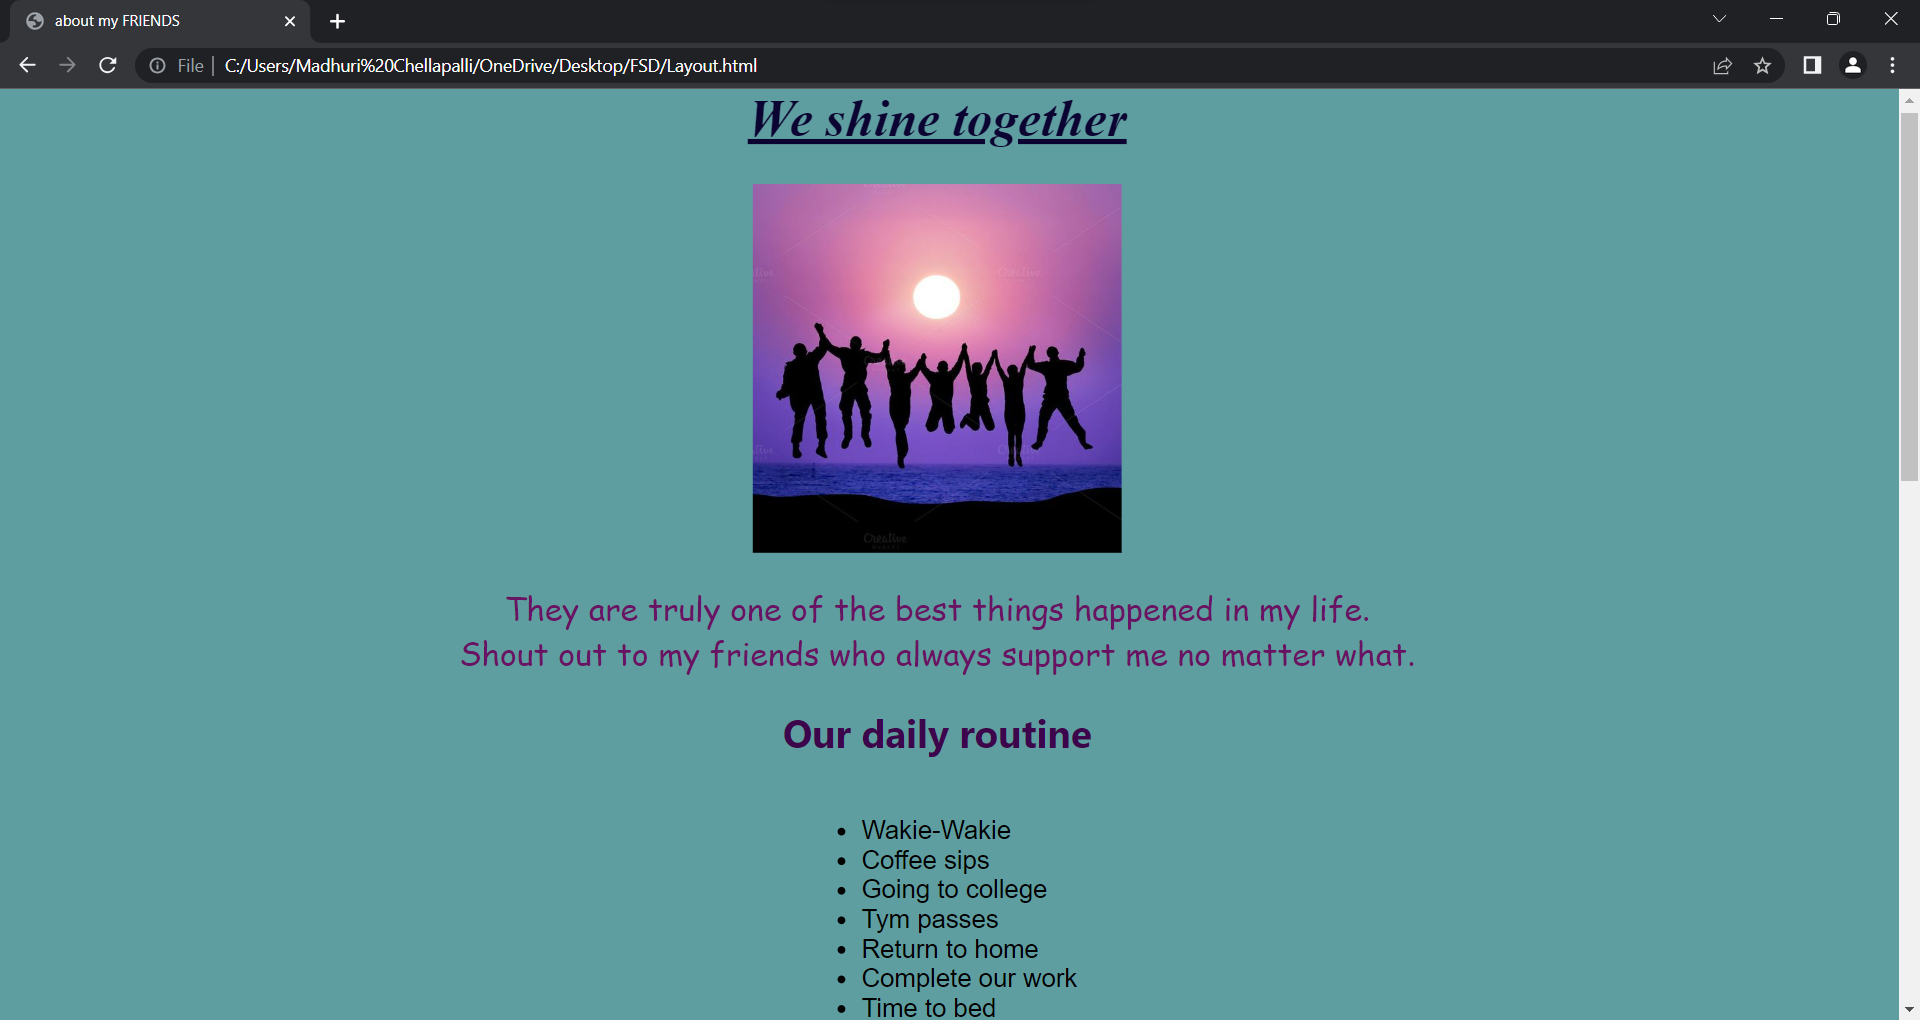 about my FRIENDS
File
C:/Users/Madhuri%20Chellapalli/OneDrive/Desktop/FSD/Layout.html
We shine together
Creative
Creative
Creative
They are truly one of the best things happened in my life.
Shout out to my friends who always support me no matter what.
Our daily routine
• Wakie-Wakie
• Coffee sips
• Going to college
• Tym passes
• Return to home
• Complete our work
• Time to bed